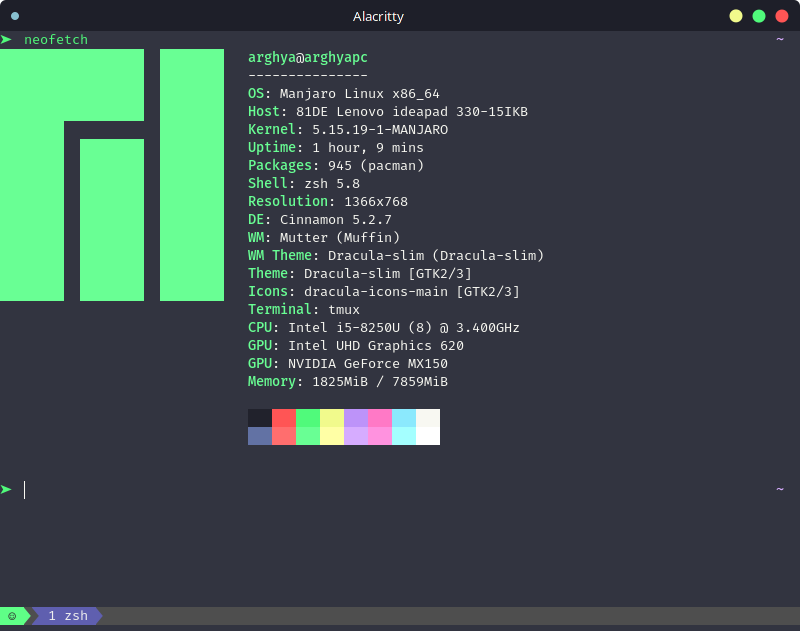 Alacritty
➤ neofetch ~
arghya@arghyapc
---------------
OS: Manjaro Linux x86_64
Host: 81DE Lenovo ideapad 330-15IKB
Kernel: 5.15.19-1-MANJARO
Uptime: 1 hour, 9 mins
Packages: 945 (pacman)
Shell: zsh 5.8
Resolution: 1366x768
DE: Cinnamon 5.2.7
WM: Mutter (Muffin)
WM Theme: Dracula-slim (Dracula-slim)
Theme: Dracula-slim [GTK2/3]
Icons: dracula-icons-main [GTK2/3]
Terminal: tmux
CPU: Intel i5-8250U (8) @ 3.400GHz
GPU: Intel UHD Graphics 620
GPU: NVIDIA GeForce MX150
Memory: 1825MiB / 7859MiB
➤ ~
☺ 1 zsh